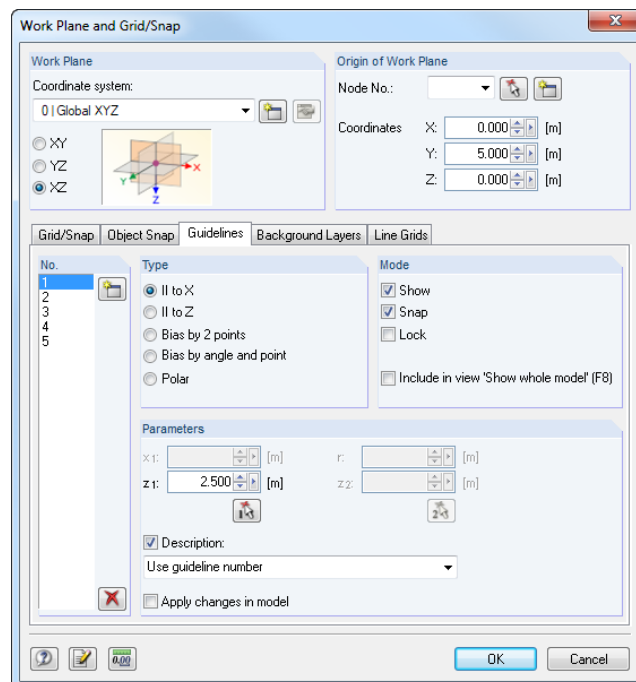 Work Plane and Grid/Snap
Work Plane
Coordinate system:
0 | Global XYZ
XY
YZ
XZ
X
Y
Z
Origin of Work Plane
Node No.:
Coordinates X: 0.000 [m]
Y: 5.000 [m]
Z: 0.000 [m]
Grid/Snap Object Snap Guidelines Background Layers Line Grids
No.
1
2
3
4
5
Type
II to X
II to Z
Bias by 2 points
Bias by angle and point
Polar
Mode
Show
Snap
Lock
Include in view 'Show whole model' (F8)
Parameters
x1: [m] r: [m]
z1: 2.500 [m] z2: [m]
1 2
Description:
Use guideline number
Apply changes in model
0.00 OK Cancel